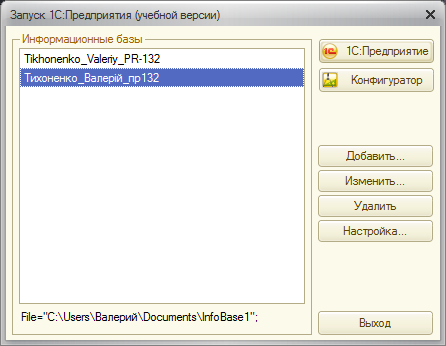 Запуск 1С:Предприятия (учебной версии)
Информационные базы
Tikhonenko_Valeriy_PR-132
Тихоненко_Валерій_пр132
1С:Предприятие
Конфигуратор
Добавить...
Изменить...
Удалить
Настройка...
File="C:\Users\Валерий\Documents\InfoBase1";
Выход